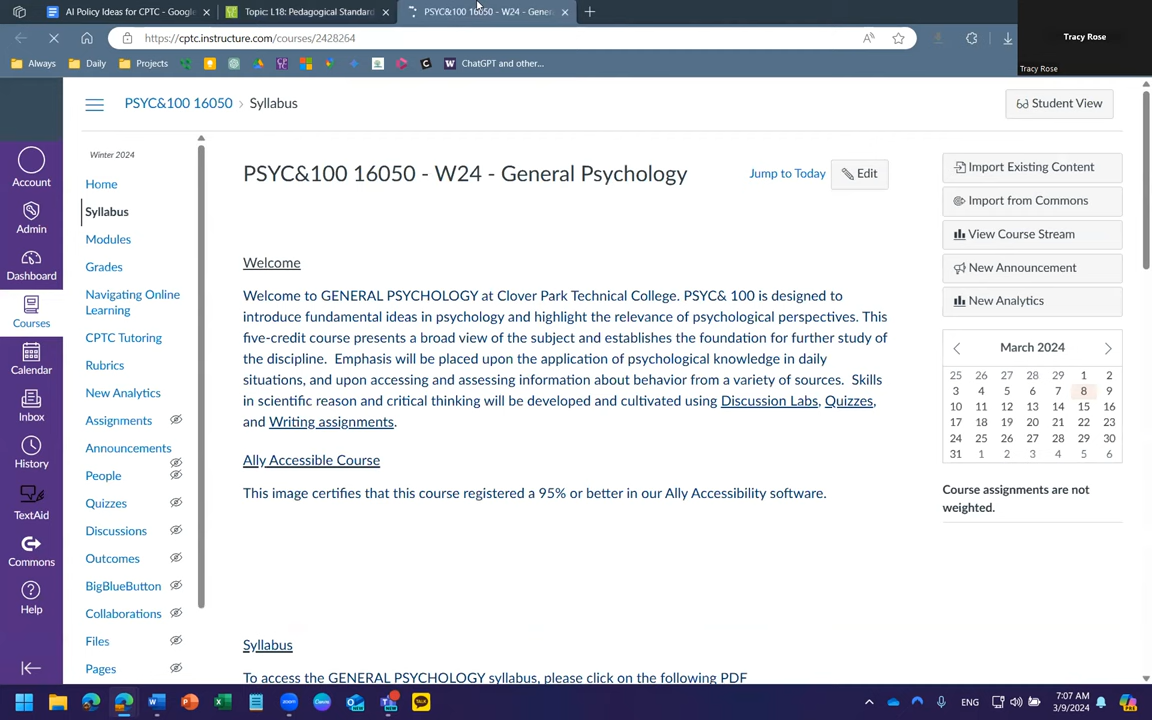 AI Policy Ideas for CPTC - Google
Topic: L18: Pedagogical Standard
PSYC&100 16050 - W24 - Gener
https://cptc.instructure.com/courses/2428264
Always
Daily
Projects
ChatGPT and other...
Tracy Rose
Tracy Rose
PSYC&100 16050 > Syllabus
Student View
Account
Admin
Dashboard
Courses
Calendar
Inbox
History
TextAid
Commons
Help
Winter 2024
Home
Syllabus
Modules
Grades
Navigating Online
Learning
CPTC Tutoring
Rubrics
New Analytics
Assignments
Announcements
People
Quizzes
Discussions
Outcomes
BigBlueButton
Collaborations
Files
Pages
PSYC&100 16050 - W24 - General Psychology
Jump to Today
Edit
Welcome
Welcome to GENERAL PSYCHOLOGY at Clover Park Technical College. PSYC& 100 is designed to
introduce fundamental ideas in psychology and highlight the relevance of psychological perspectives. This
five-credit course presents a broad view of the subject and establishes the foundation for further study of
the discipline. Emphasis will be placed upon the application of psychological knowledge in daily
situations, and upon accessing and assessing information about behavior from a variety of sources. Skills
in scientific reason and critical thinking will be developed and cultivated using Discussion Labs, Quizzes,
and Writing assignments.
Ally Accessible Course
This image certifies that this course registered a 95% or better in our Ally Accessibility software.
Syllabus
To access the GENERAL PSYCHOLOGY syllabus, please click on the following PDF
Import Existing Content
Import from Commons
View Course Stream
New Announcement
New Analytics
March 2024
25 26 27 28 29 1 2
3 4 5 6 7 8 9
10 11 12 13 14 15 16
17 18 19 20 21 22 23
24 25 26 27 28 29 30
31 1 2 3 4 5 6
Course assignments are not
weighted.
ENG
7:07 AM
3/9/2024